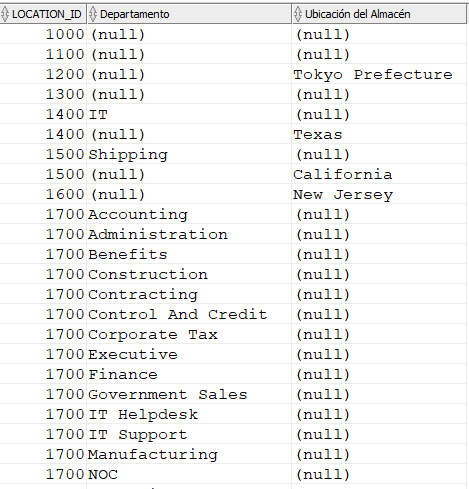 LOCATION_ID Departamento Ubicación del Almacén
1000 (null) (null)
1100 (null) (null)
1200 (null) Tokyo Prefecture
1300 (null) (null)
1400 IT (null)
1400 (null) Texas
1500 Shipping (null)
1500 (null) California
1600 (null) New Jersey
1700 Accounting (null)
1700 Administration (null)
1700 Benefits (null)
1700 Construction (null)
1700 Contracting (null)
1700 Control And Credit (null)
1700 Corporate Tax (null)
1700 Executive (null)
1700 Finance (null)
1700 Government Sales (null)
1700 IT Helpdesk (null)
1700 IT Support (null)
1700 Manufacturing (null)
1700 NOC (null)